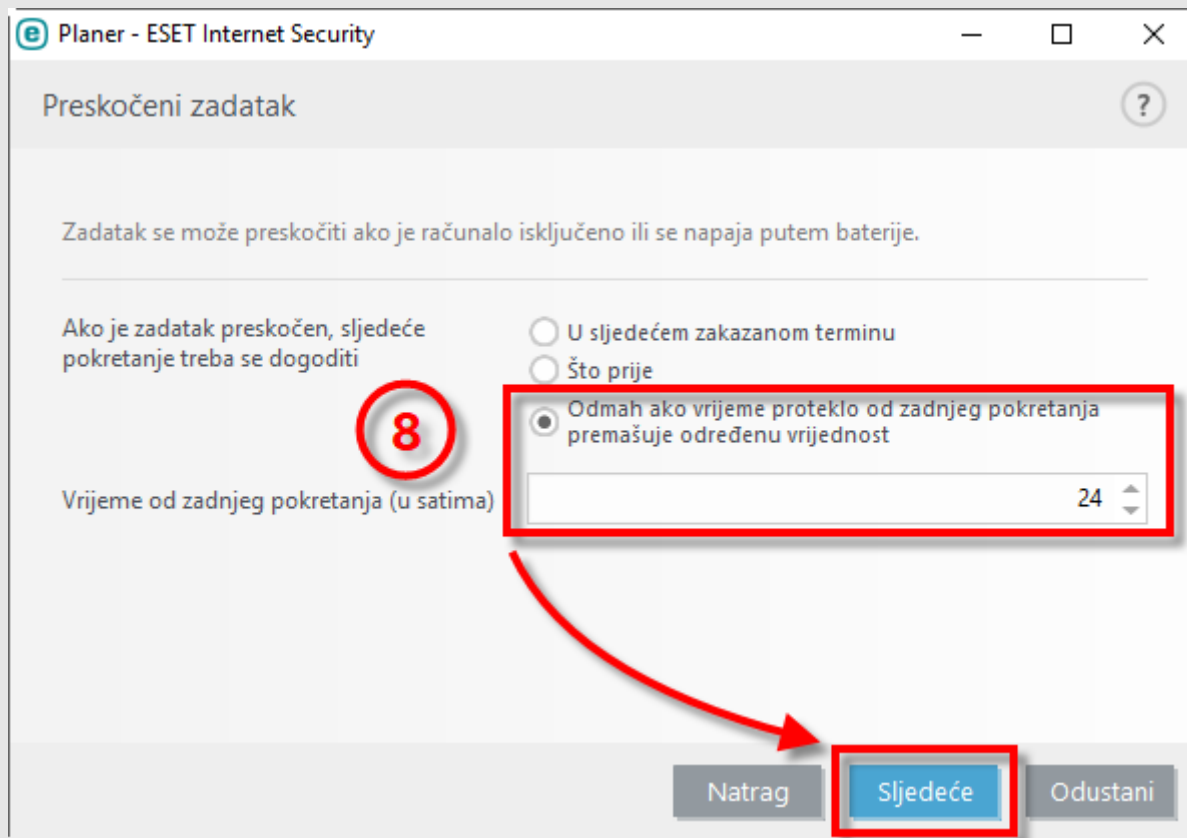 Planer - ESET Internet Security
Preskočeni zadatak
?
Zadatak se može preskočiti ako je računalo isključeno ili se napaja putem baterije.
Ako je zadatak preskočen, sljedeće
pokretanje treba se dogoditi
U sljedećem zakazanom terminu
Što prije
Odmah ako vrijeme proteklo od zadnjeg pokretanja
premašuje određenu vrijednost
8
Vrijeme od zadnjeg pokretanja (u satima)
24
Natrag
Sljedeće
Odustani